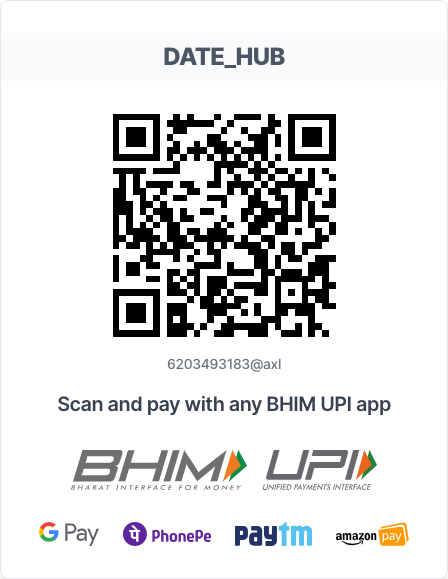 DATE_HUB
6203493183@axl
Scan and pay with any BHIM UPI app
BHIM UPI
BHARAT INTERFACE FOR MONEY UNIFIED PAYMENTS INTERFACE
G Pay पे PhonePe paytm amazon pay